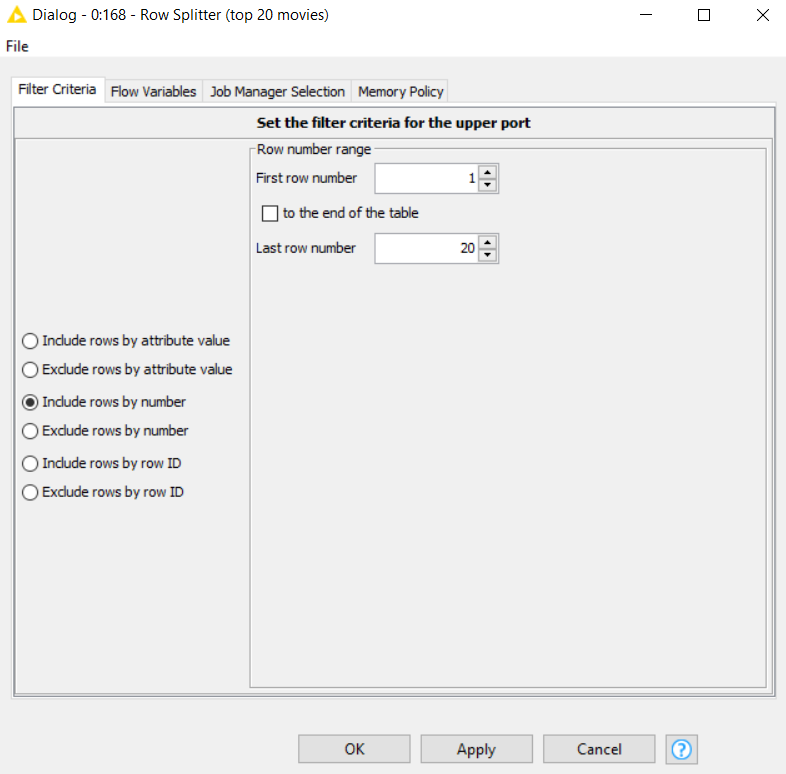 Dialog - 0:168 - Row Splitter (top 20 movies)
File
Filter Criteria Flow Variables Job Manager Selection Memory Policy
Set the filter criteria for the upper port
Row number range
First row number 1
to the end of the table
Last row number 20
Include rows by attribute value
Exclude rows by attribute value
Include rows by number
Exclude rows by number
Include rows by row ID
Exclude rows by row ID
OK Apply Cancel ?